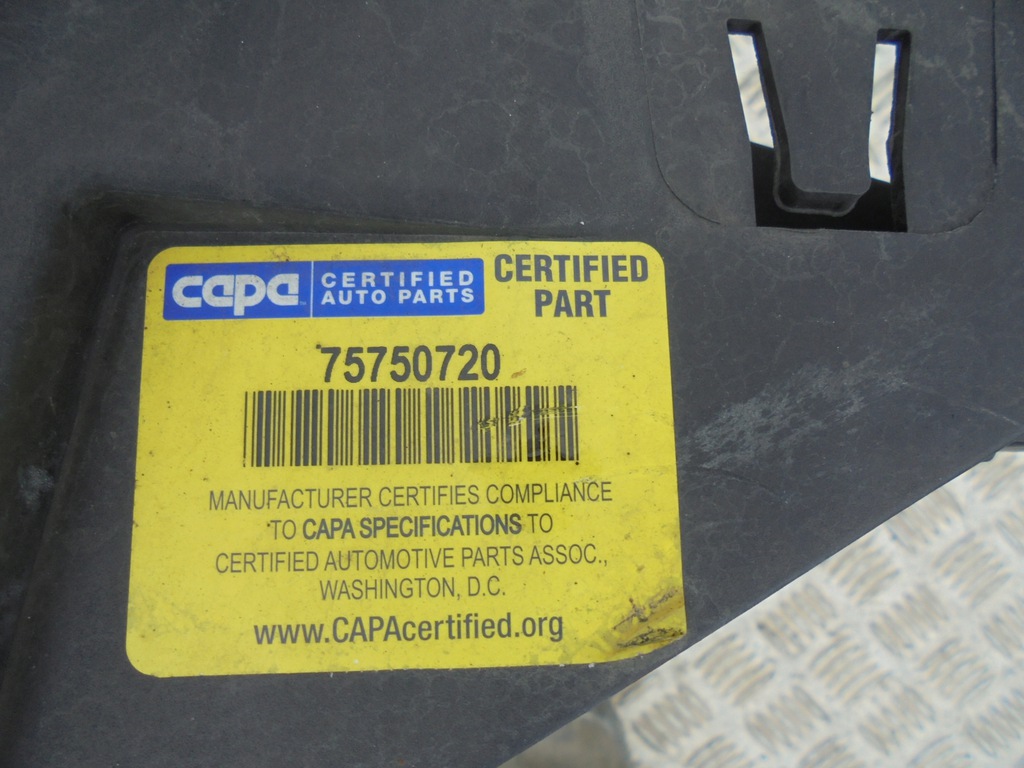 capa CERTIFIED AUTO PARTS
CERTIFIED PART
75750720
MANUFACTURER CERTIFIES COMPLIANCE
TO CAPA SPECIFICATIONS TO
CERTIFIED AUTOMOTIVE PARTS ASSOC.,
WASHINGTON, D.C.
www.CAPAcertified.org